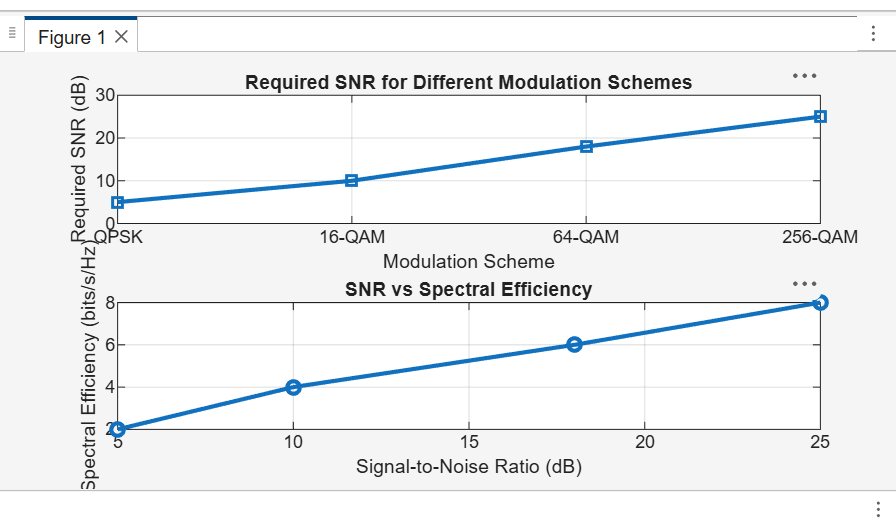 Figure 1
Required SNR for Different Modulation Schemes
Required SNR (dB)
30
20
10
0
QPSK
16-QAM
64-QAM
256-QAM
Modulation Scheme
SNR vs Spectral Efficiency
Spectral Efficiency (bits/s/Hz)
8
6
4
2
5
10
15
20
25
Signal-to-Noise Ratio (dB)